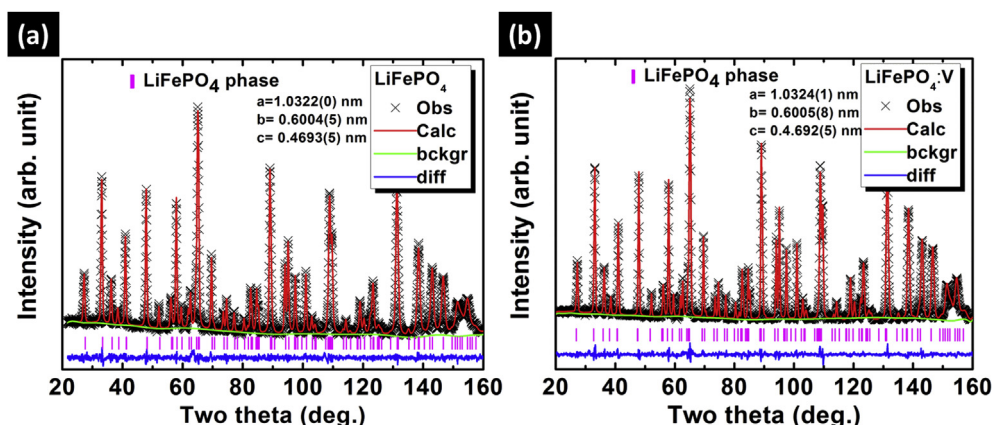 (a)
LiFePO4 phase
a=1.0322(0) nm
b= 0.6004(5) nm
c= 0.4693(5) nm
LiFePO4
Obs
Calc
bckgr
diff
Intensity (arb. unit)
20 40 60 80 100 120 140 160
Two theta (deg.)
(b)
LiFePO4 phase
a= 1.0324(1) nm
b= 0.6005(8) nm
c= 0.4.692(5) nm
LiFePO4:V
Obs
Calc
bckgr
diff
Intensity (arb. unit)
20 40 60 80 100 120 140 160
Two theta (deg.)